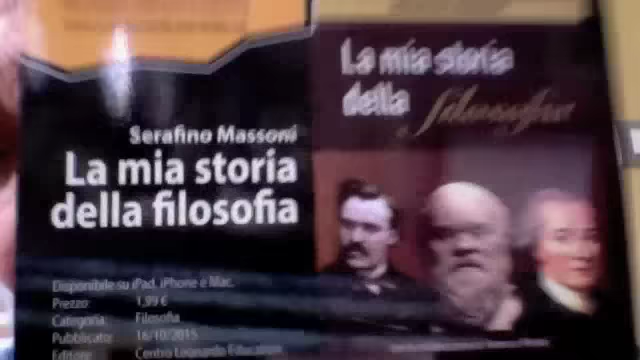 Serafino Massoni
La mia storia
della filosofia
Disponibile su iPad, iPhone e Mac.
Prezzo: 1,99 €
Categoria: Filosofia
Pubblicato: 16/10/2015
Editore: Centro Leonardo Education
La mia storia
della filosofia